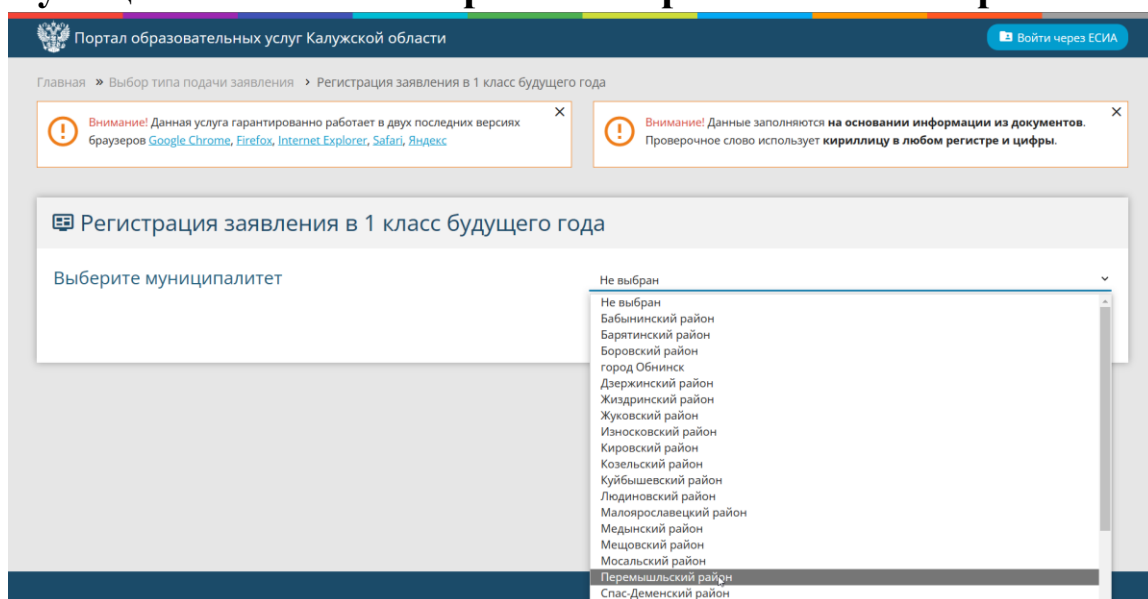 Портал образовательных услуг Калужской области
Войти через ЕСИА
Главная » Выбор типа подачи заявления › Регистрация заявления в 1 класс будущего года
Внимание! Данная услуга гарантированно работает в двух последних версиях
браузеров Google Chrome, Firefox, Internet Explorer, Safari, Яндекс
Внимание! Данные заполняются на основании информации из документов.
Проверочное слово использует кириллицу в любом регистре и цифры.
Регистрация заявления в 1 класс будущего года
Выберите муниципалитет
Не выбран
Не выбран
Бабынинский район
Барятинский район
Боровский район
город Обнинск
Дзержинский район
Жиздринский район
Жуковский район
Износковский район
Кировский район
Козельский район
Куйбышевский район
Людиновский район
Малоярославецкий район
Медынский район
Мещовский район
Мосальский район
Перемышльский район
Спас-Деменский район